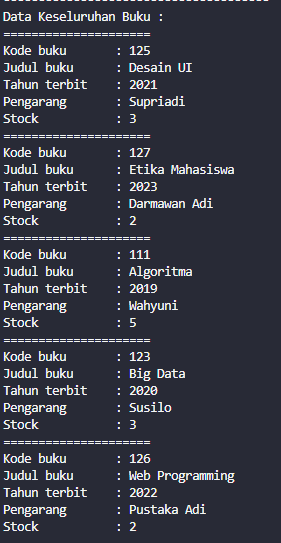 Data Keseluruhan Buku :
=====================
Kode buku : 125
Judul buku : Desain UI
Tahun terbit : 2021
Pengarang : Supriadi
Stock : 3
=====================
Kode buku : 127
Judul buku : Etika Mahasiswa
Tahun terbit : 2023
Pengarang : Darmawan Adi
Stock : 2
=====================
Kode buku : 111
Judul buku : Algoritma
Tahun terbit : 2019
Pengarang : Wahyuni
Stock : 5
=====================
Kode buku : 123
Judul buku : Big Data
Tahun terbit : 2020
Pengarang : Susilo
Stock : 3
=====================
Kode buku : 126
Judul buku : Web Programming
Tahun terbit : 2022
Pengarang : Pustaka Adi
Stock : 2